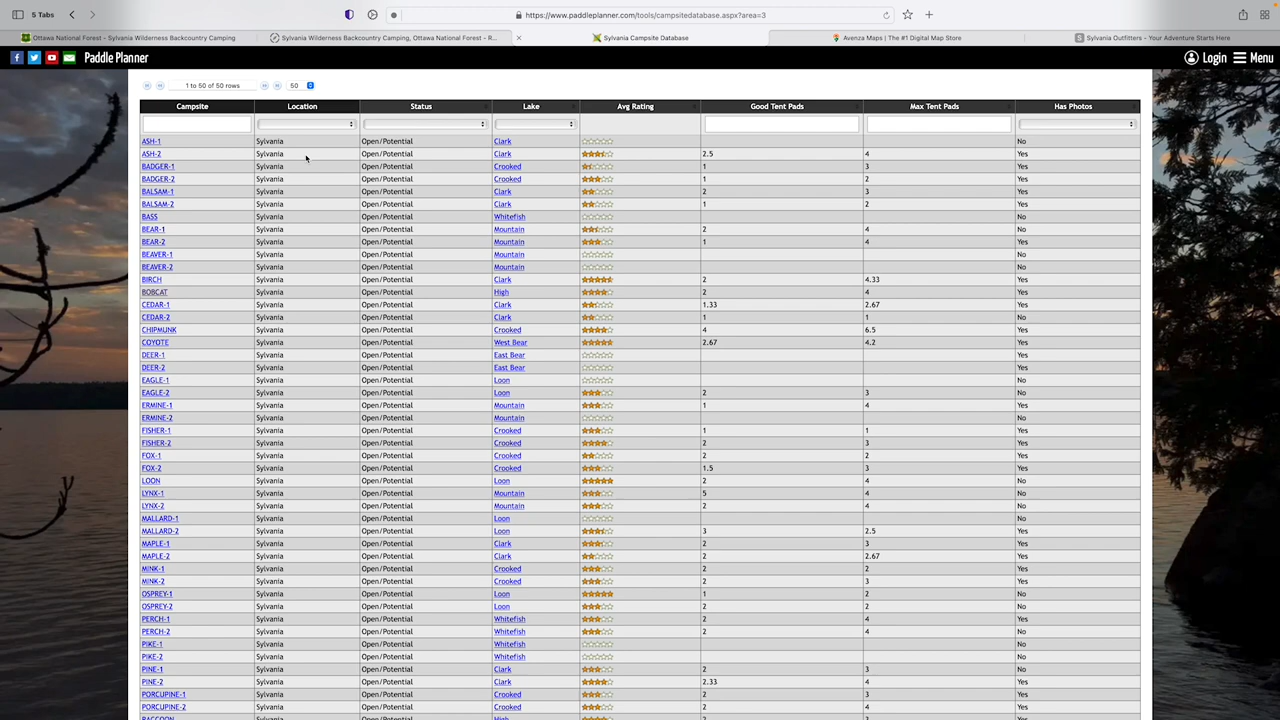 5 Tabs
https://www.paddleplanner.com/tools/campsitedatabase.aspx?area=3
Ottawa National Forest - Sylvania Wilderness Backcountry Camping
Sylvania Wilderness Backcountry Camping, Ottawa National Forest - R...
Sylvania Campsite Database
Avenza Maps | The #1 Digital Map Store
Sylvania Outfitters - Your Adventure Starts Here
Paddle Planner
Login
Menu
1 to 50 of 50 rows 50
Campsite Location Status Lake Avg Rating Good Tent Pads Max Tent Pads Has Photos
ASH-1 Sylvania Open/Potential Clark No
ASH-2 Sylvania Open/Potential Clark 2.5 4 Yes
BADGER-1 Sylvania Open/Potential Crooked 1 3 Yes
BADGER-2 Sylvania Open/Potential Crooked 1 2 Yes
BALSAM-1 Sylvania Open/Potential Clark 2 3 Yes
BALSAM-2 Sylvania Open/Potential Clark 1 2 Yes
BASS Sylvania Open/Potential Whitefish No
BEAR-1 Sylvania Open/Potential Mountain 2 4 No
BEAR-2 Sylvania Open/Potential Mountain 1 4 Yes
BEAVER-1 Sylvania Open/Potential Mountain No
BEAVER-2 Sylvania Open/Potential Mountain No
BIRCH Sylvania Open/Potential Clark 2 4.33 Yes
BOBCAT Sylvania Open/Potential High 2 4 Yes
CEDAR-1 Sylvania Open/Potential Clark 1.33 2.67 Yes
CEDAR-2 Sylvania Open/Potential Clark 1 1 Yes
CHIPMUNK Sylvania Open/Potential Crooked 4 6.5 Yes
COYOTE Sylvania Open/Potential West Bear 2.67 4.2 Yes
DEER-1 Sylvania Open/Potential East Bear Yes
DEER-2 Sylvania Open/Potential East Bear Yes
EAGLE-1 Sylvania Open/Potential Loon No
EAGLE-2 Sylvania Open/Potential Loon 2 3 Yes
ERMINE-1 Sylvania Open/Potential Mountain 1 4 Yes
ERMINE-2 Sylvania Open/Potential Mountain No
FISHER-1 Sylvania Open/Potential Crooked 1 1 Yes
FISHER-2 Sylvania Open/Potential Crooked 2 3 Yes
FOX-1 Sylvania Open/Potential Crooked 2 2 Yes
FOX-2 Sylvania Open/Potential Crooked 1.5 3 Yes
LOON Sylvania Open/Potential Loon 2 4 No
LYNX-1 Sylvania Open/Potential Mountain 5 4 No
LYNX-2 Sylvania Open/Potential Mountain 2 4 No
MALLARD-1 Sylvania Open/Potential Loon No
MALLARD-2 Sylvania Open/Potential Loon 3 2.5 Yes
MAPLE-1 Sylvania Open/Potential Clark 2 3 Yes
MAPLE-2 Sylvania Open/Potential Clark 2 2.67 Yes
MINK-1 Sylvania Open/Potential Crooked 2 2 Yes
MINK-2 Sylvania Open/Potential Crooked 2 3 Yes
OSPREY-1 Sylvania Open/Potential Loon 1 2 No
OSPREY-2 Sylvania Open/Potential Loon 2 2 No
PERCH-1 Sylvania Open/Potential Whitefish 2 4 Yes
PERCH-2 Sylvania Open/Potential Whitefish 2 4 No
PIKE-1 Sylvania Open/Potential Whitefish No
PIKE-2 Sylvania Open/Potential Whitefish No
PINE-1 Sylvania Open/Potential Clark 2 3 No
PINE-2 Sylvania Open/Potential Clark 2.33 4 Yes
PORCUPINE-1 Sylvania Open/Potential Crooked 2 3 Yes
PORCUPINE-2 Sylvania Open/Potential Crooked 2 4 Yes
RACCOON Sylvania Open/Potential High 2 4 Yes